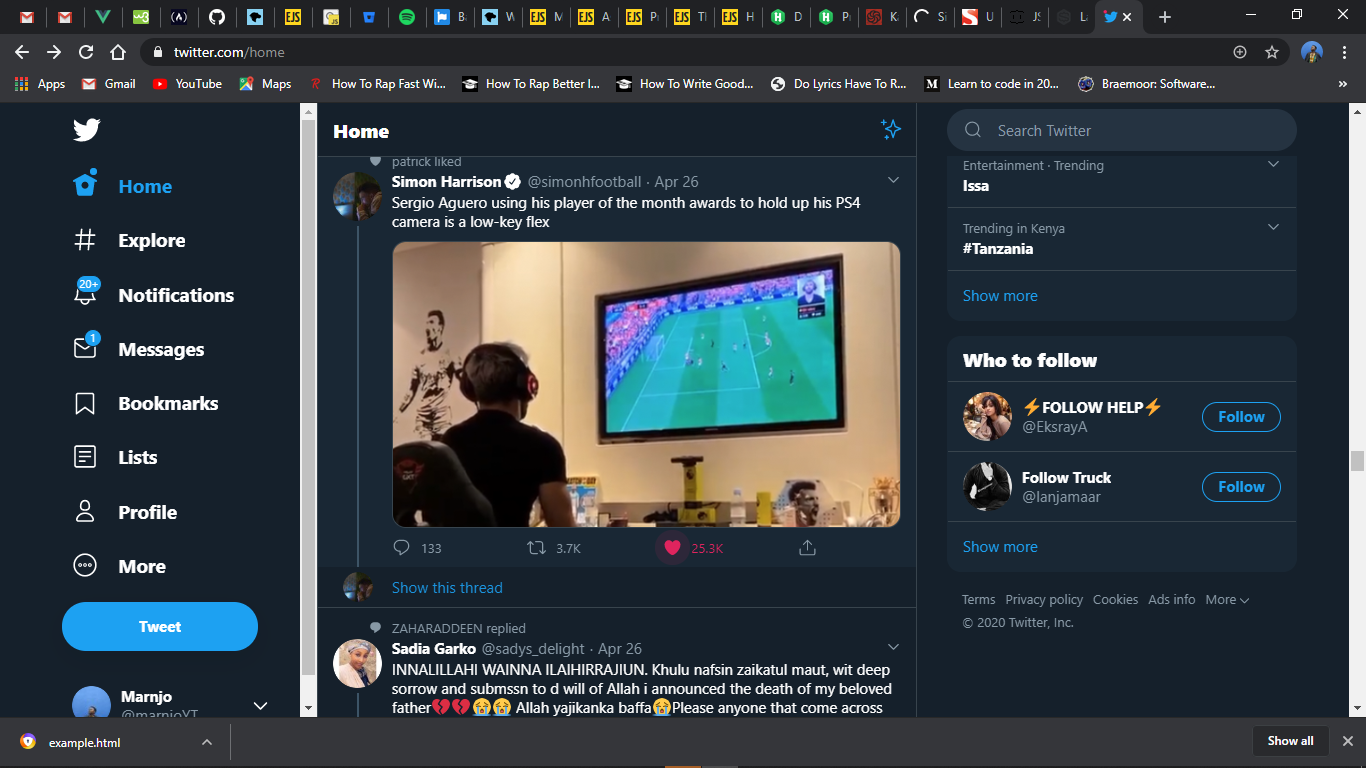 B
W
M
A
P
Tl
H
D
P
Ka
Si
U
JS
La
twitter.com/home
Apps
Gmail
YouTube
Maps
How To Rap Fast Wi...
How To Rap Better I...
How To Write Good...
Do Lyrics Have To R...
Learn to code in 20...
Braemoor: Software...
»
Home
Explore
20+
Notifications
1
Messages
Bookmarks
Lists
Profile
More
Tweet
Marnjo
@marnjoYT
Home
patrick liked
Simon Harrison @simonhfootball · Apr 26
Sergio Aguero using his player of the month awards to hold up his PS4
camera is a low-key flex
133 3.7K 25.3K
Show this thread
ZAHARADDEEN replied
Sadia Garko @sadys_delight · Apr 26
INNALILLAHI WAINNA ILAIHIRRAJIUN. Khulu nafsin zaikatul maut, wit deep
sorrow and submssn to d will of Allah i announced the death of my beloved
father💔💔😭😭 Allah yajikanka baffa😭Please anyone that come across
Search Twitter
Entertainment · Trending
Issa
Trending in Kenya
#Tanzania
Show more
Who to follow
⚡FOLLOW HELP⚡
@EksrayA
Follow
Follow Truck
@lanjamaar
Follow
Show more
Terms Privacy policy Cookies Ads info More
© 2020 Twitter, Inc.
example.html
Show all